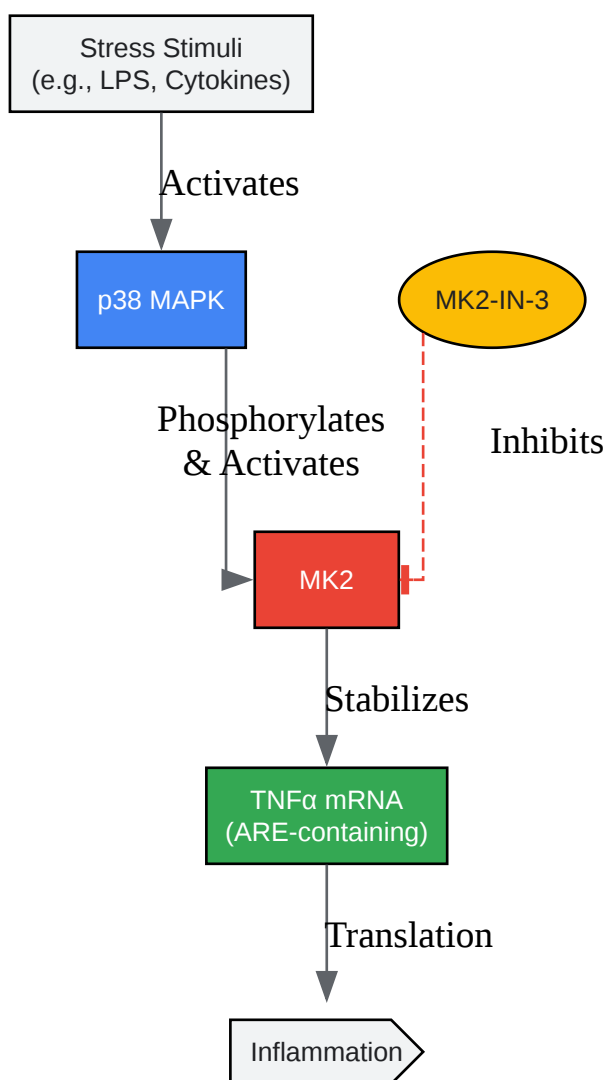 Stress Stimuli
(e.g., LPS, Cytokines)
Activates
p38 MAPK
MK2-IN-3
Phosphorylates
& Activates
Inhibits
MK2
Stabilizes
TNFα mRNA
(ARE-containing)
Translation
Inflammation